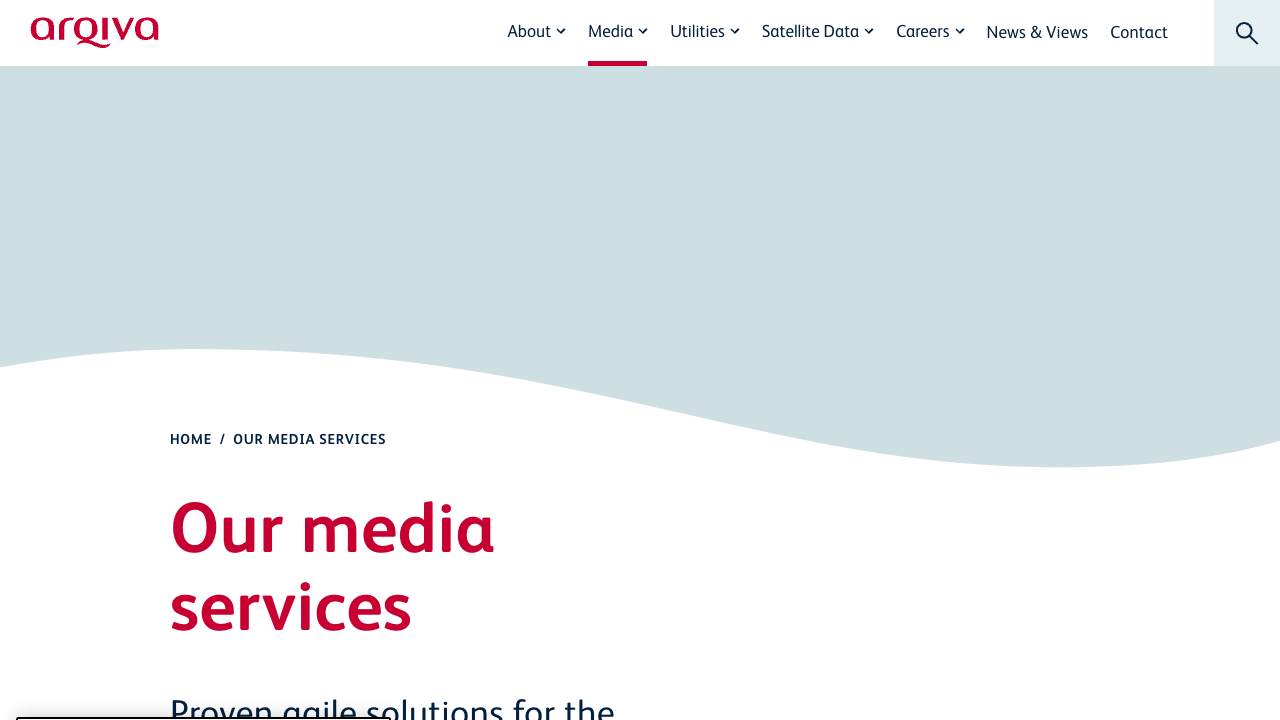 arqiva
About
Media
Utilities
Satellite Data
Careers
News & Views
Contact
HOME / OUR MEDIA SERVICES
Our media
services
Proven agile solutions for the